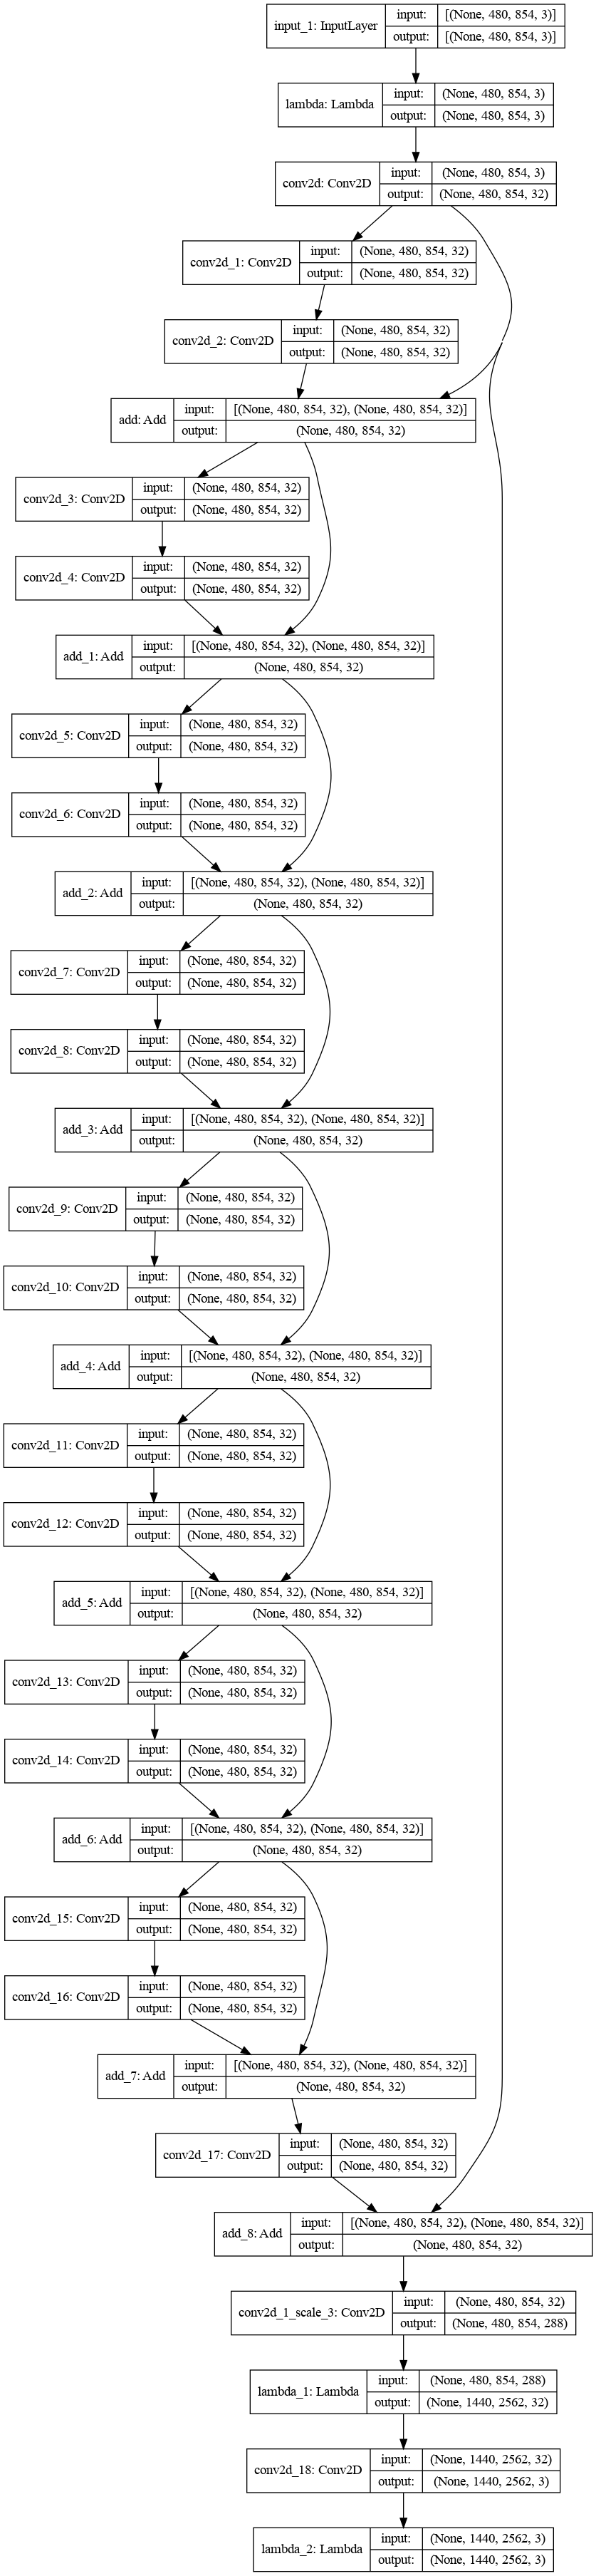 input_1: InputLayer
input: [(None, 480, 854, 3)]
output: [(None, 480, 854, 3)]
lambda: Lambda
input: (None, 480, 854, 3)
output: (None, 480, 854, 3)
conv2d: Conv2D
input: (None, 480, 854, 3)
output: (None, 480, 854, 32)
conv2d_1: Conv2D
input: (None, 480, 854, 32)
output: (None, 480, 854, 32)
conv2d_2: Conv2D
input: (None, 480, 854, 32)
output: (None, 480, 854, 32)
add: Add
input: [(None, 480, 854, 32), (None, 480, 854, 32)]
output: (None, 480, 854, 32)
conv2d_3: Conv2D
input: (None, 480, 854, 32)
output: (None, 480, 854, 32)
conv2d_4: Conv2D
input: (None, 480, 854, 32)
output: (None, 480, 854, 32)
add_1: Add
input: [(None, 480, 854, 32), (None, 480, 854, 32)]
output: (None, 480, 854, 32)
conv2d_5: Conv2D
input: (None, 480, 854, 32)
output: (None, 480, 854, 32)
conv2d_6: Conv2D
input: (None, 480, 854, 32)
output: (None, 480, 854, 32)
add_2: Add
input: [(None, 480, 854, 32), (None, 480, 854, 32)]
output: (None, 480, 854, 32)
conv2d_7: Conv2D
input: (None, 480, 854, 32)
output: (None, 480, 854, 32)
conv2d_8: Conv2D
input: (None, 480, 854, 32)
output: (None, 480, 854, 32)
add_3: Add
input: [(None, 480, 854, 32), (None, 480, 854, 32)]
output: (None, 480, 854, 32)
conv2d_9: Conv2D
input: (None, 480, 854, 32)
output: (None, 480, 854, 32)
conv2d_10: Conv2D
input: (None, 480, 854, 32)
output: (None, 480, 854, 32)
add_4: Add
input: [(None, 480, 854, 32), (None, 480, 854, 32)]
output: (None, 480, 854, 32)
conv2d_11: Conv2D
input: (None, 480, 854, 32)
output: (None, 480, 854, 32)
conv2d_12: Conv2D
input: (None, 480, 854, 32)
output: (None, 480, 854, 32)
add_5: Add
input: [(None, 480, 854, 32), (None, 480, 854, 32)]
output: (None, 480, 854, 32)
conv2d_13: Conv2D
input: (None, 480, 854, 32)
output: (None, 480, 854, 32)
conv2d_14: Conv2D
input: (None, 480, 854, 32)
output: (None, 480, 854, 32)
add_6: Add
input: [(None, 480, 854, 32), (None, 480, 854, 32)]
output: (None, 480, 854, 32)
conv2d_15: Conv2D
input: (None, 480, 854, 32)
output: (None, 480, 854, 32)
conv2d_16: Conv2D
input: (None, 480, 854, 32)
output: (None, 480, 854, 32)
add_7: Add
input: [(None, 480, 854, 32), (None, 480, 854, 32)]
output: (None, 480, 854, 32)
conv2d_17: Conv2D
input: (None, 480, 854, 32)
output: (None, 480, 854, 32)
add_8: Add
input: [(None, 480, 854, 32), (None, 480, 854, 32)]
output: (None, 480, 854, 32)
conv2d_1_scale_3: Conv2D
input: (None, 480, 854, 32)
output: (None, 480, 854, 288)
lambda_1: Lambda
input: (None, 480, 854, 288)
output: (None, 1440, 2562, 32)
conv2d_18: Conv2D
input: (None, 1440, 2562, 32)
output: (None, 1440, 2562, 3)
lambda_2: Lambda
input: (None, 1440, 2562, 3)
output: (None, 1440, 2562, 3)